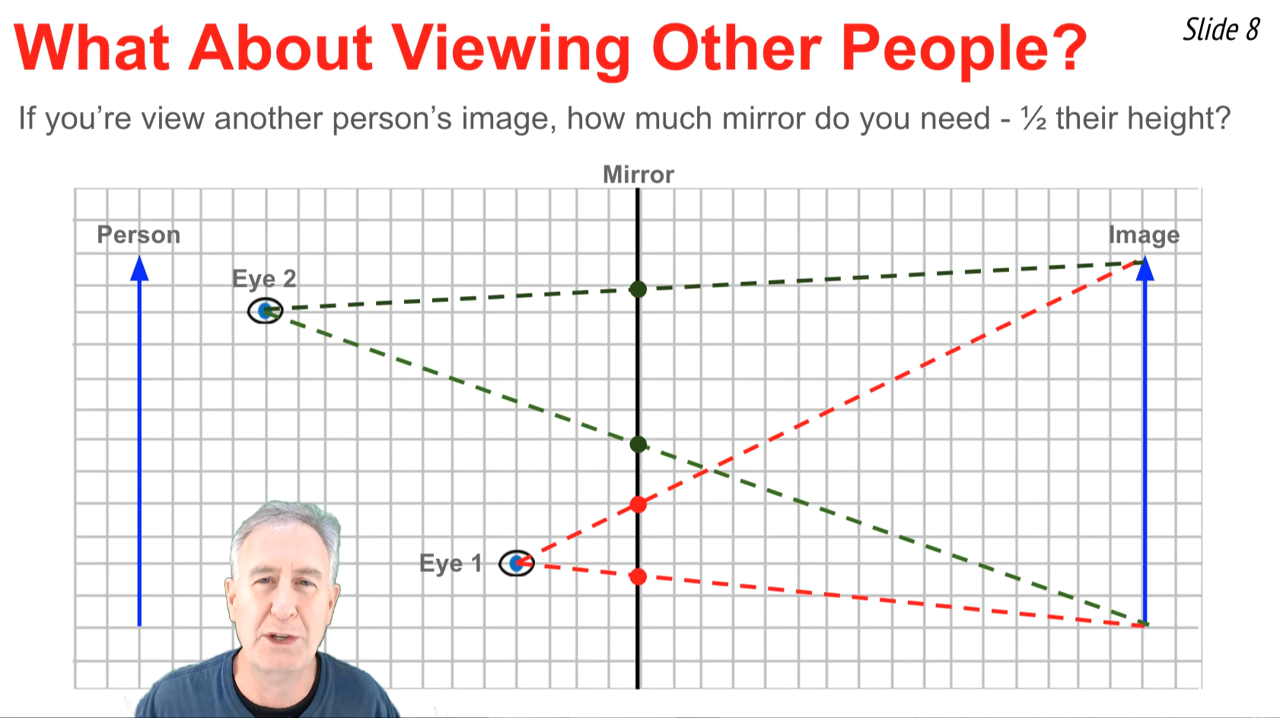 What About Viewing Other People?
Slide 8
If you’re view another person’s image, how much mirror do you need - ½ their height?
Mirror
Person
Image
Eye 2
Eye 1